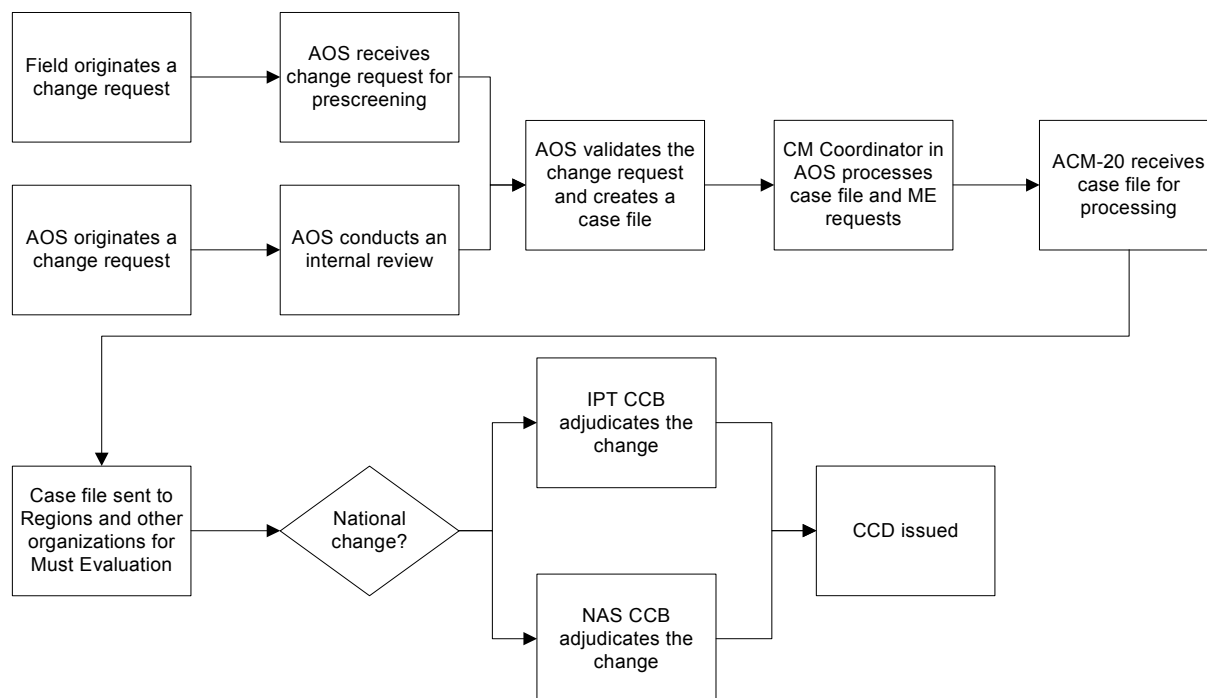 Field originates a
change request
AOS receives
change request for
prescreening
AOS originates a
change request
AOS conducts an
internal review
AOS validates the
change request
and creates a
case file
CM Coordinator in
AOS processes
case file and ME
requests
ACM-20 receives
case file for
processing
Case file sent to
Regions and other
organizations for
Must Evaluation
National
change?
IPT CCB
adjudicates the
change
NAS CCB
adjudicates the
change
CCD issued